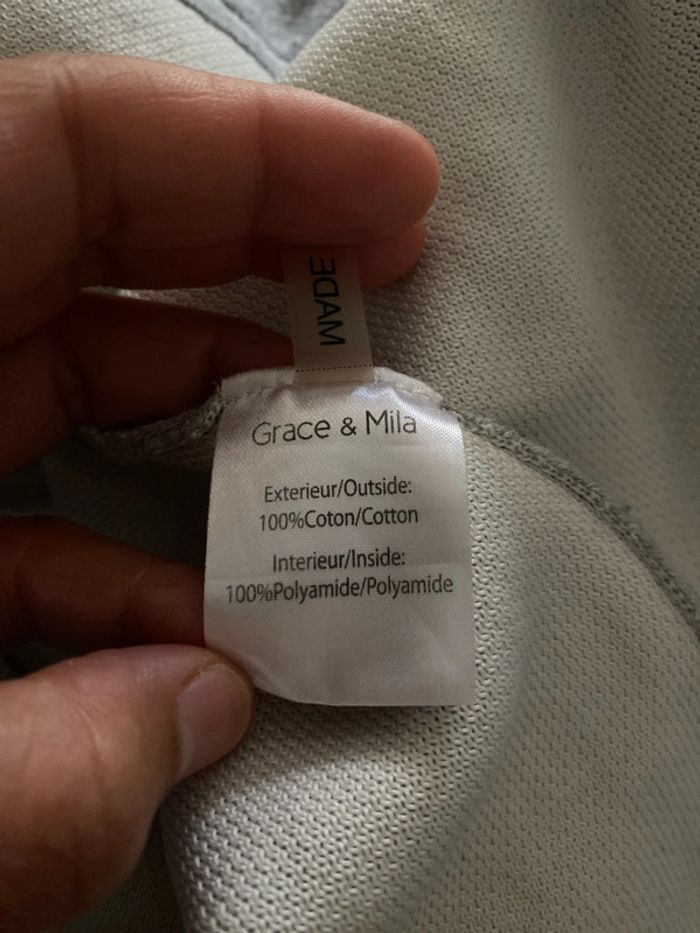 MADE
Grace & Mila
Exterieur/Outside:
100%Coton/Cotton
Interieur/Inside:
100%Polyamide/Polyamide